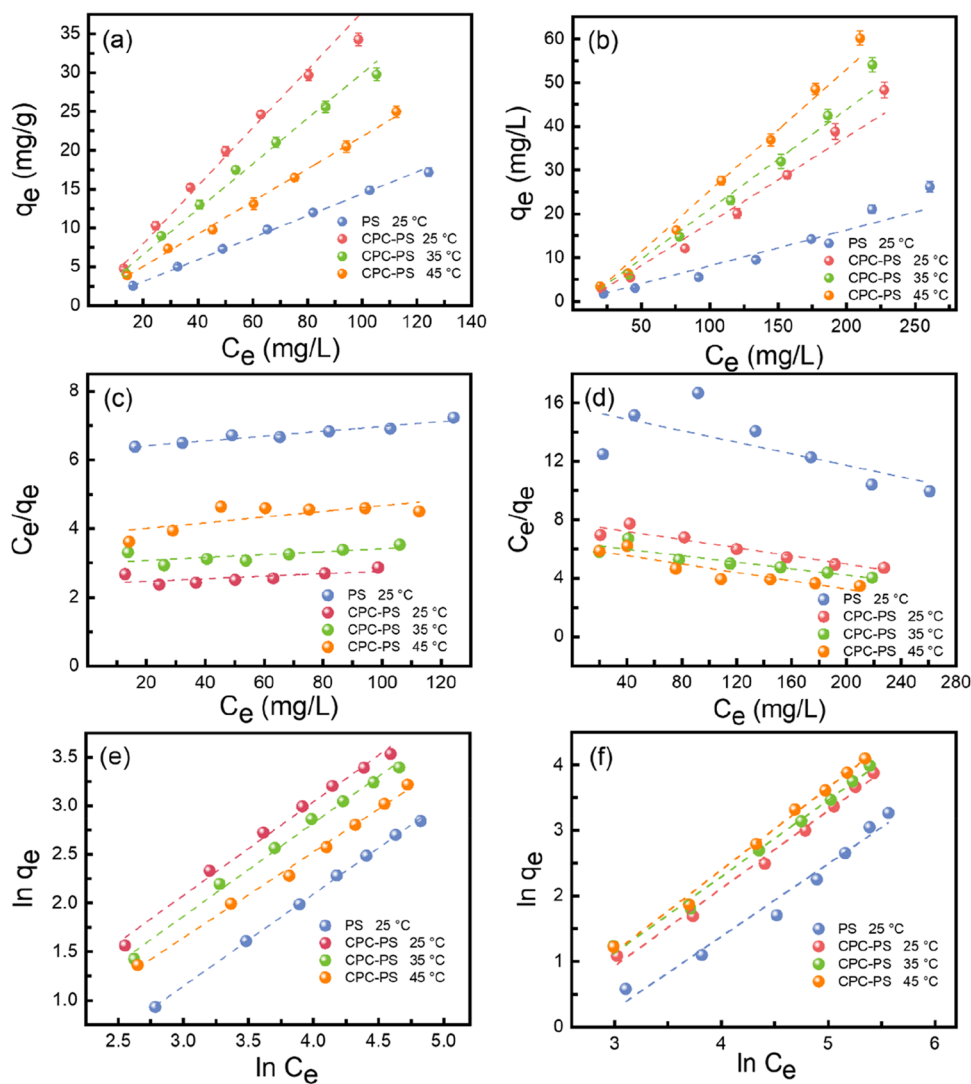 (a)
35
30
25
20
15
10
5
0
qe (mg/g)
PS 25 °C
CPC-PS 25 °C
CPC-PS 35 °C
CPC-PS 45 °C
20 40 60 80 100 120 140
Ce (mg/L)
(b)
60
50
40
30
20
10
0
qe (mg/L)
PS 25 °C
CPC-PS 25 °C
CPC-PS 35 °C
CPC-PS 45 °C
50 100 150 200 250
Ce (mg/L)
(c)
8
6
4
2
0
Ce/qe
PS 25 °C
CPC-PS 25 °C
CPC-PS 35 °C
CPC-PS 45 °C
20 40 60 80 100 120
Ce (mg/L)
(d)
16
12
8
4
0
Ce/qe
PS 25 °C
CPC-PS 25 °C
CPC-PS 35 °C
CPC-PS 45 °C
40 80 120 160 200 240 280
Ce (mg/L)
(e)
3.5
3.0
2.5
2.0
1.5
1.0
ln qe
PS 25 °C
CPC-PS 25 °C
CPC-PS 35 °C
CPC-PS 45 °C
2.5 3.0 3.5 4.0 4.5 5.0
ln Ce
(f)
4
3
2
1
0
ln qe
PS 25 °C
CPC-PS 25 °C
CPC-PS 35 °C
CPC-PS 45 °C
3 4 5 6
ln Ce